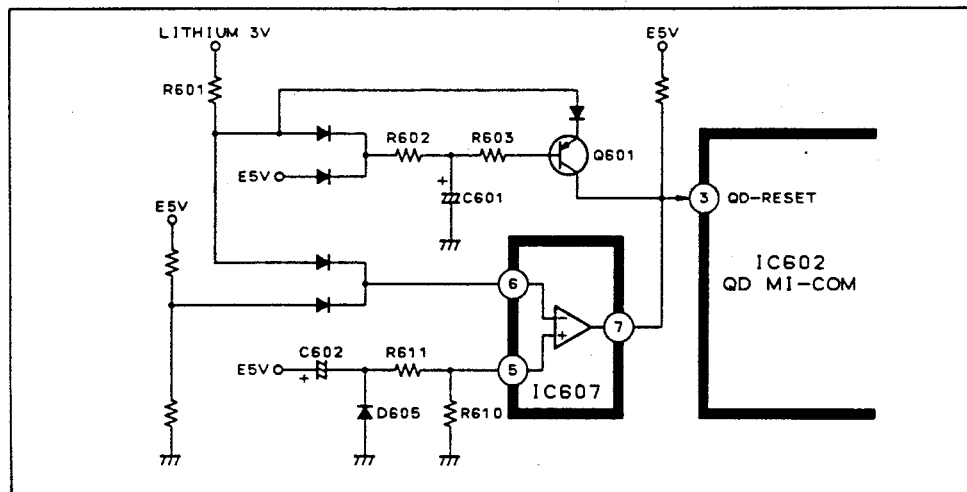 LITHIUM 3V
E5V
R601
R602
R603
Q601
E5V
C601
3
QD-RESET
E5V
IC602
QD MI-COM
6
7
C602
R611
E5V
5
IC607
D605
R610
+
+
−
+